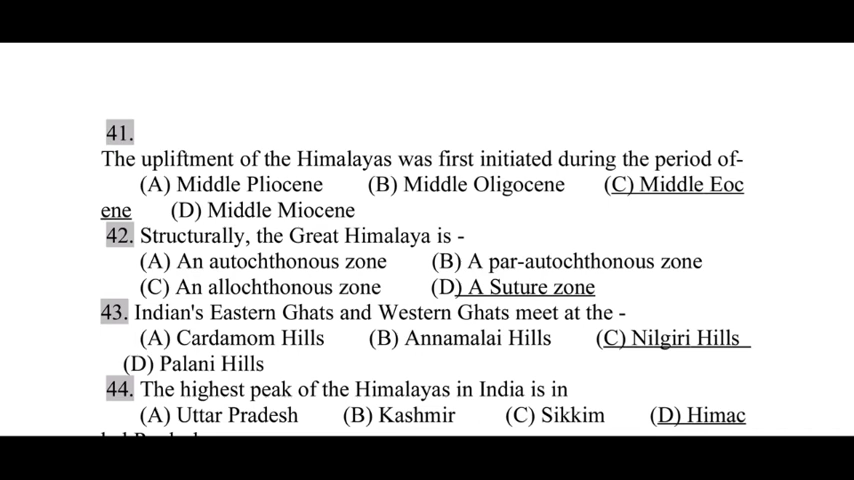 41.
The upliftment of the Himalayas was first initiated during the period of-
(A) Middle Pliocene (B) Middle Oligocene (C) Middle Eoc
ene (D) Middle Miocene
42. Structurally, the Great Himalaya is -
(A) An autochthonous zone (B) A par-autochthonous zone
(C) An allochthonous zone (D) A Suture zone
43. Indian's Eastern Ghats and Western Ghats meet at the -
(A) Cardamom Hills (B) Annamalai Hills (C) Nilgiri Hills
(D) Palani Hills
44. The highest peak of the Himalayas in India is in
(A) Uttar Pradesh (B) Kashmir (C) Sikkim (D) Himac